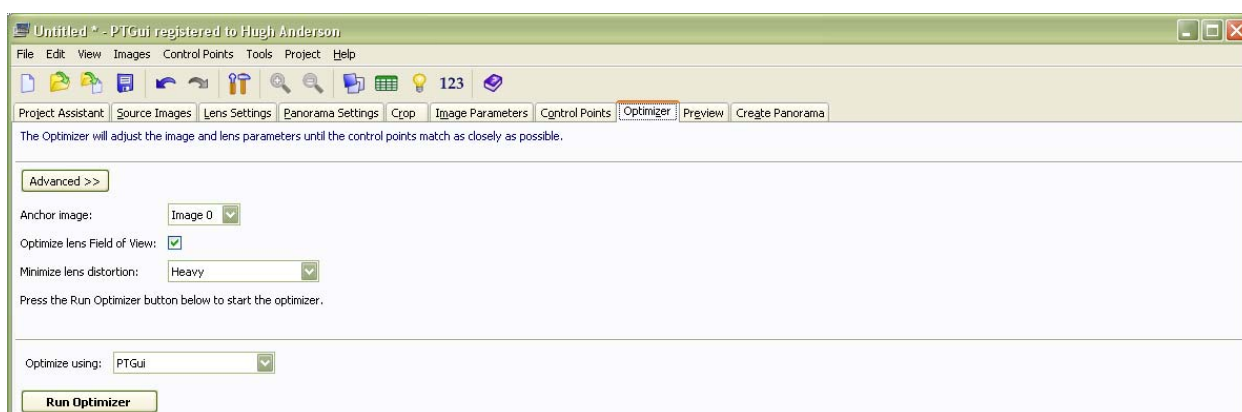 Untitled * - PTGui registered to Hugh Anderson
File Edit View Images Control Points Tools Project Help
123
Project Assistant Source Images Lens Settings Panorama Settings Crop Image Parameters Control Points Optimizer Preview Create Panorama
The Optimizer will adjust the image and lens parameters until the control points match as closely as possible.
Advanced >>
Anchor image: Image 0
Optimize lens Field of View:
Minimize lens distortion: Heavy
Press the Run Optimizer button below to start the optimizer.
Optimize using: PTGui
Run Optimizer